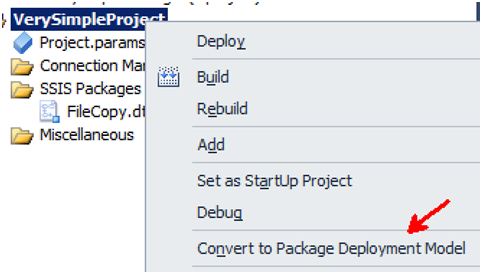 VerySimpleProject
Project.params
Connection Mar
SSIS Packages
FileCopy.dt
Miscellaneous
Deploy
Build
Rebuild
Add
Set as StartUp Project
Debug
Convert to Package Deployment Model